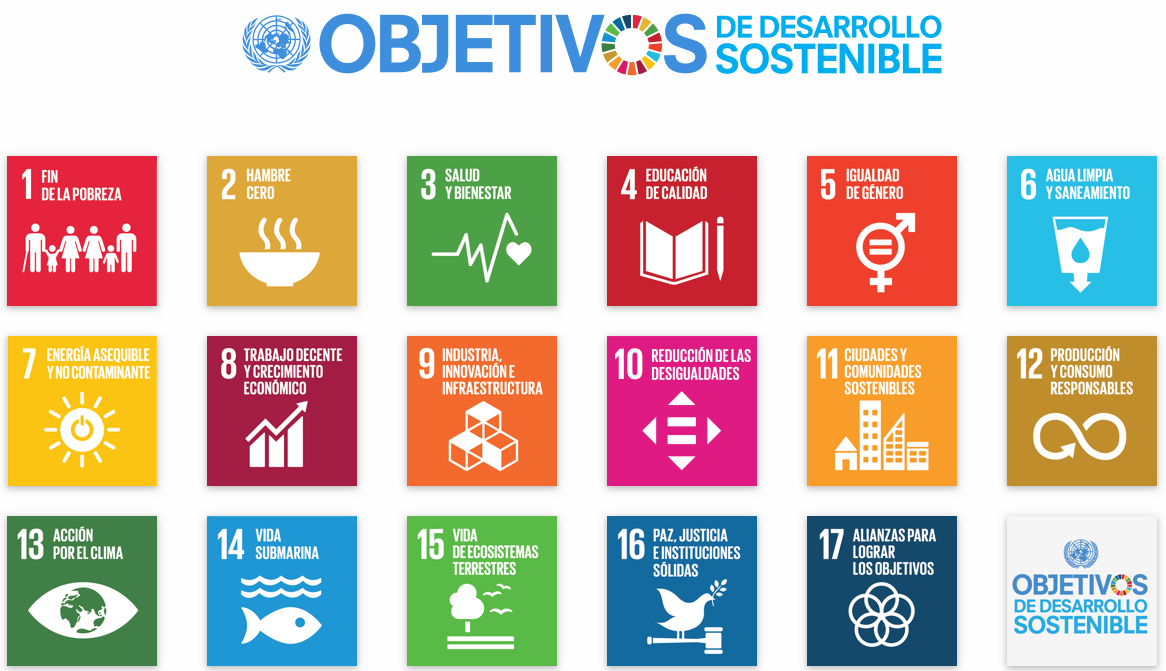 OBJETIVOS DE DESARROLLO
SOSTENIBLE
1 FIN
DE LA POBREZA
2 HAMBRE
CERO
3 SALUD
Y BIENESTAR
4 EDUCACIÓN
DE CALIDAD
5 IGUALDAD
DE GÉNERO
6 AGUA LIMPIA
Y SANEAMIENTO
7 ENERGÍA ASEQUIBLE
Y NO CONTAMINANTE
8 TRABAJO DECENTE
Y CRECIMIENTO
ECONÓMICO
9 INDUSTRIA,
INNOVACIÓN E
INFRAESTRUCTURA
10 REDUCCIÓN DE LAS
DESIGUALDADES
11 CIUDADES Y
COMUNIDADES
SOSTENIBLES
12 PRODUCCIÓN
Y CONSUMO
RESPONSABLES
13 ACCIÓN
POR EL CLIMA
14 VIDA
SUBMARINA
15 VIDA
DE ECOSISTEMAS
TERRESTRES
16 PAZ, JUSTICIA
E INSTITUCIONES
SÓLIDAS
17 ALIANZAS PARA
LOGRAR
LOS OBJETIVOS
OBJETIVOS
DE DESARROLLO
SOSTENIBLE